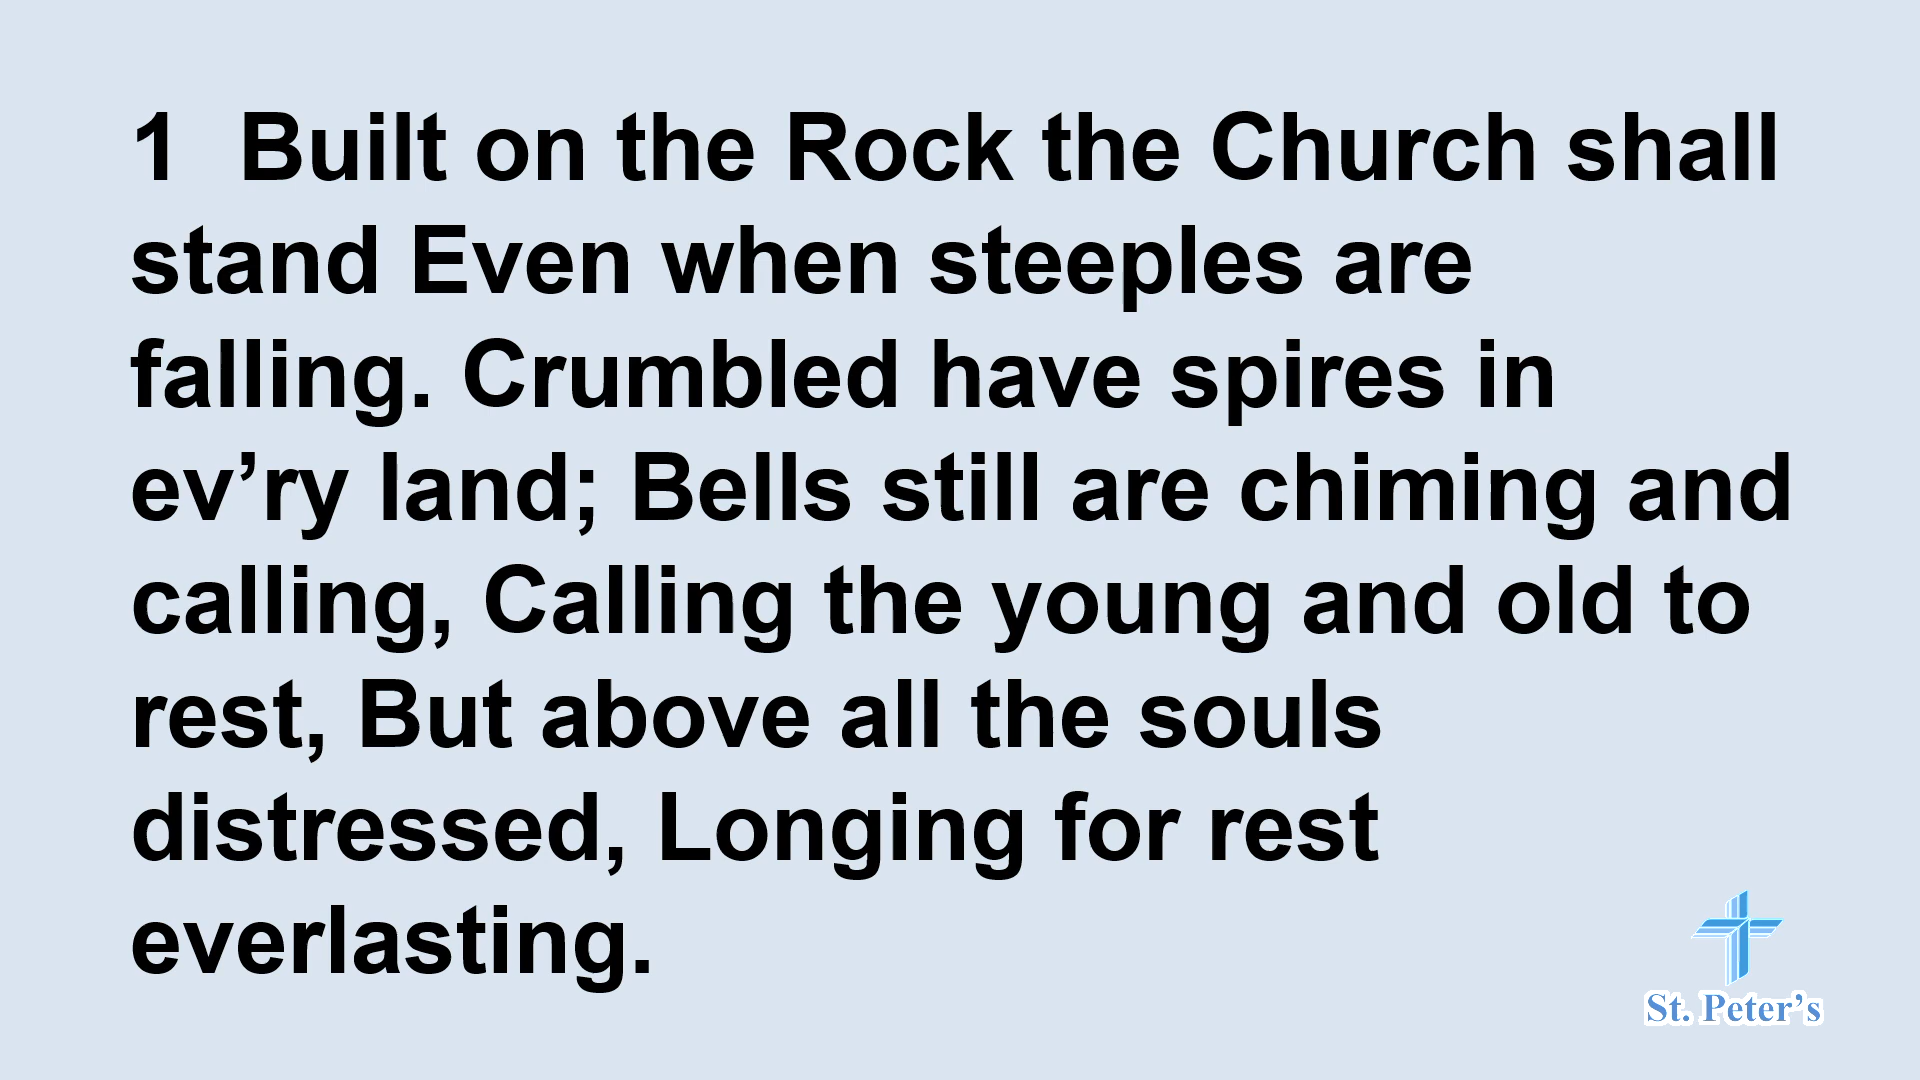 1  Built on the Rock the Church shall
stand Even when steeples are
falling. Crumbled have spires in
ev’ry land; Bells still are chiming and
calling, Calling the young and old to
rest, But above all the souls
distressed, Longing for rest
everlasting.
St. Peter’s